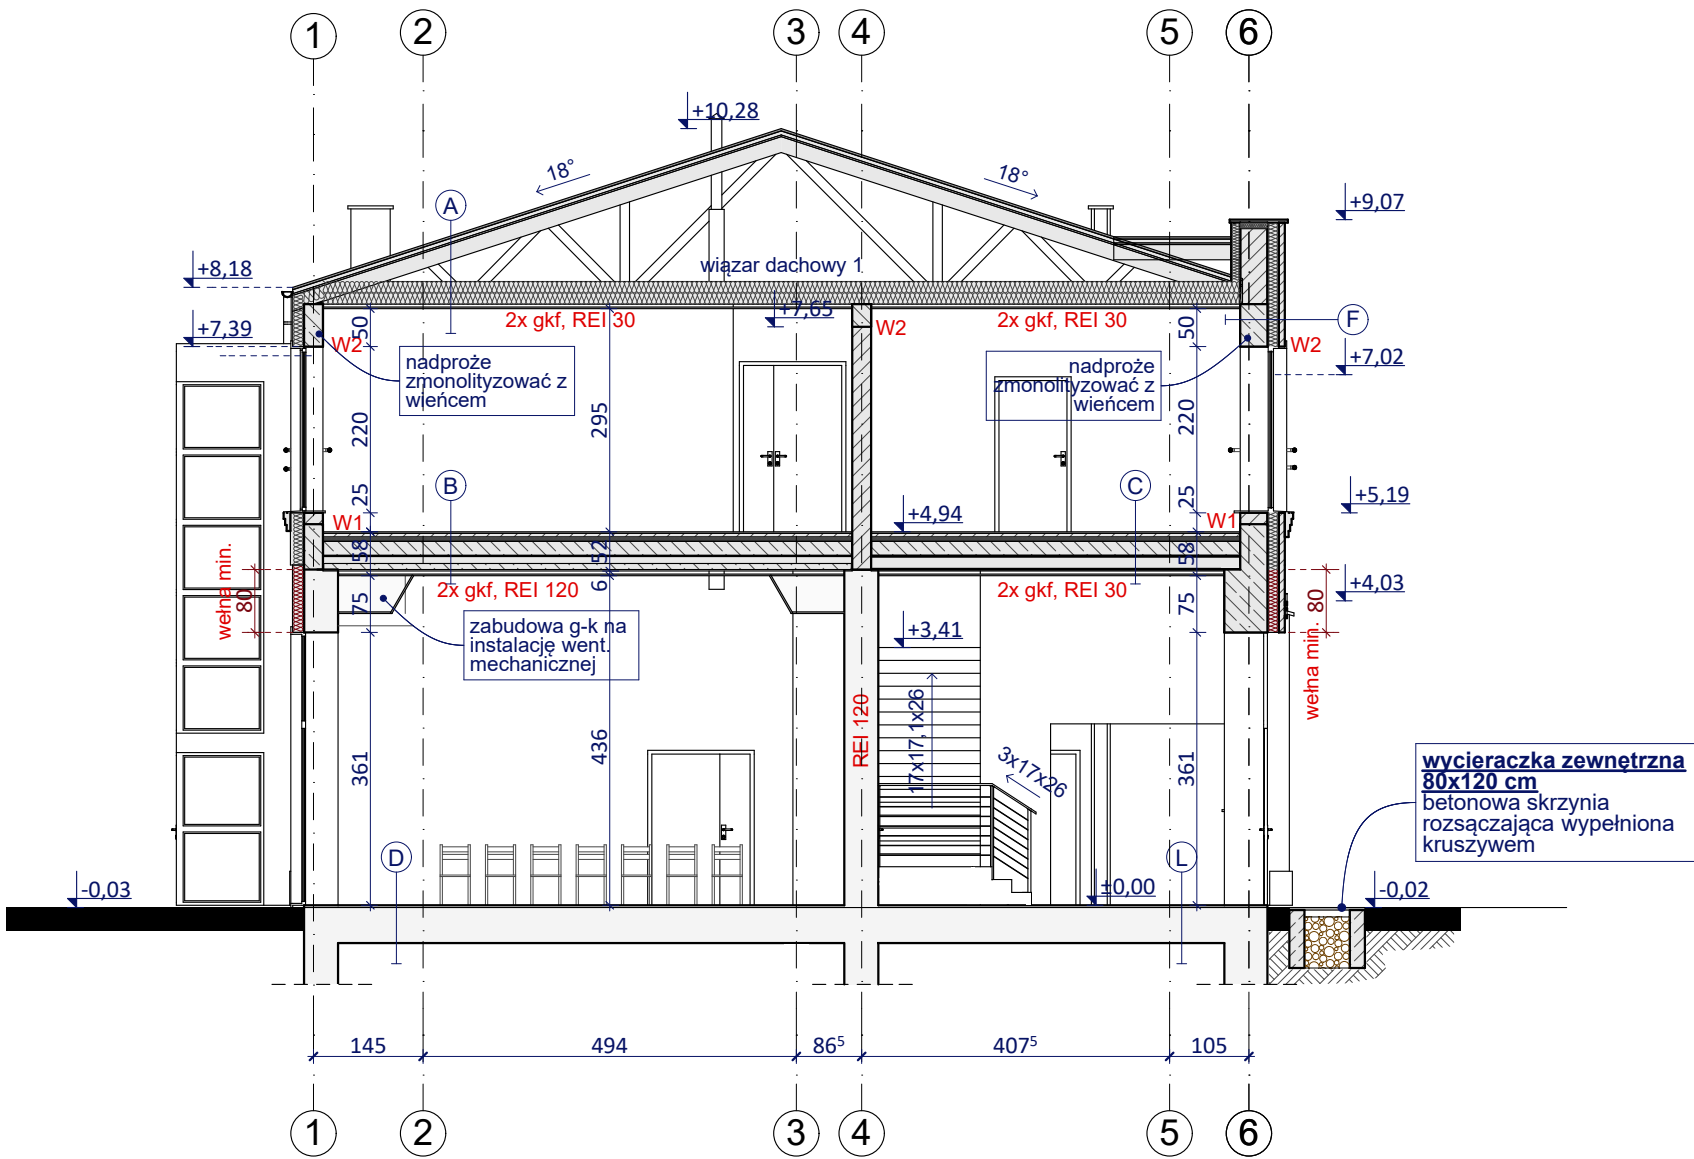 1
2
3
4
5
6
+10,28
18°
18°
A
+9,07
+8,18
wiązar dachowy 1
+7,65
2x gkf, REI 30
2x gkf, REI 30
F
+7,39
50
50
W2
W2
W2
+7,02
nadproże
zmonolityzować z
wieńcem
nadproże
zmonolityzować z
wieńcem
220
295
220
B
C
25
25
+5,19
W1
+4,94
W1
58
52
58
wełna min.
80
6
2x gkf, REI 120
2x gkf, REI 30
+4,03
75
75
80
wełna min.
zabudowa g-k na
instalację went.
mechanicznej
+3,41
REI 120
17x17,1x26
3x17x26
361
436
361
wycieraczka zewnętrzna
80x120 cm
betonowa skrzynia
rozsączająca wypełniona
kruszywem
D
L
-0,03
±0,00
-0,02
145
494
86⁵
407⁵
105
1
2
3
4
5
6